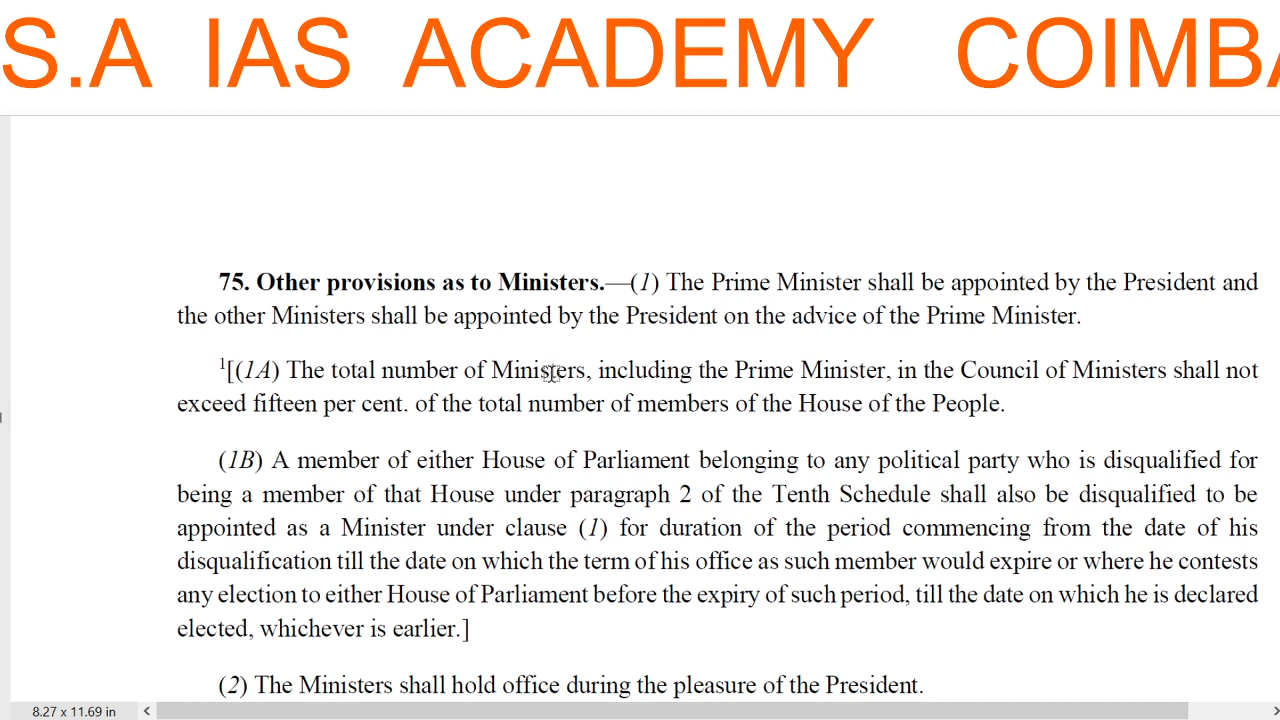 S.A IAS ACADEMY COIMBA
75. Other provisions as to Ministers.—(1) The Prime Minister shall be appointed by the President and
the other Ministers shall be appointed by the President on the advice of the Prime Minister.
1[(1A) The total number of Ministers, including the Prime Minister, in the Council of Ministers shall not
exceed fifteen per cent. of the total number of members of the House of the People.
(1B) A member of either House of Parliament belonging to any political party who is disqualified for
being a member of that House under paragraph 2 of the Tenth Schedule shall also be disqualified to be
appointed as a Minister under clause (1) for duration of the period commencing from the date of his
disqualification till the date on which the term of his office as such member would expire or where he contests
any election to either House of Parliament before the expiry of such period, till the date on which he is declared
elected, whichever is earlier.]
(2) The Ministers shall hold office during the pleasure of the President.
8.27 x 11.69 in